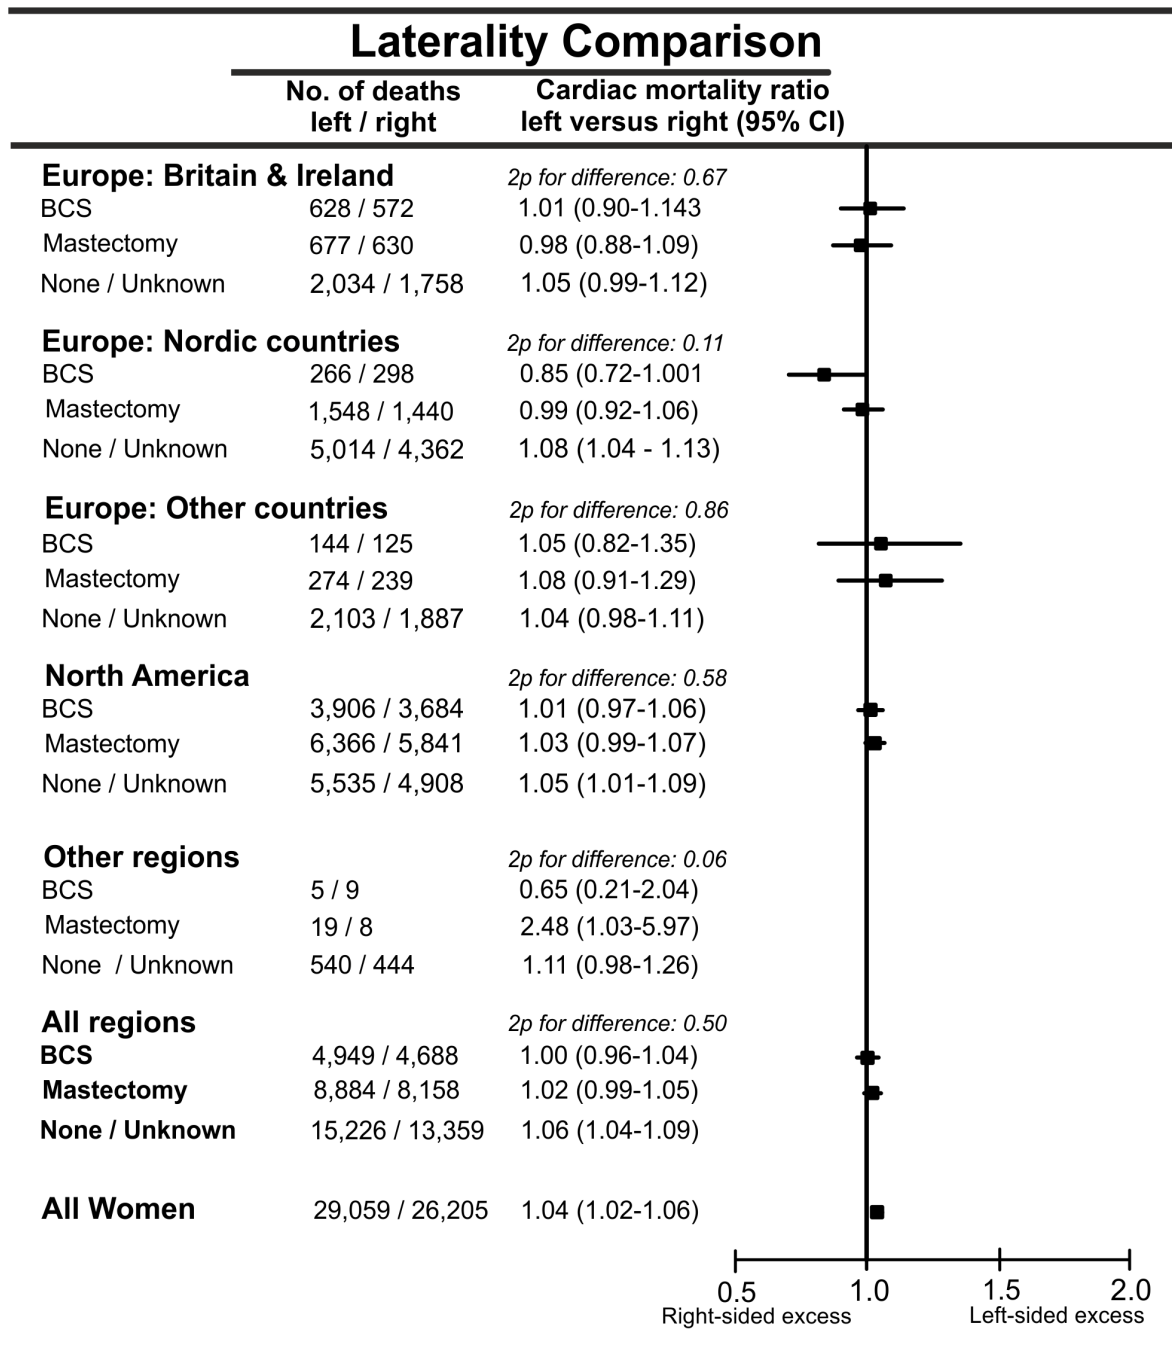 Laterality Comparison
No. of deaths left / right
Cardiac mortality ratio left versus right (95% CI)
Europe: Britain & Ireland 2p for difference: 0.67
BCS 628 / 572 1.01 (0.90-1.143
Mastectomy 677 / 630 0.98 (0.88-1.09)
None / Unknown 2,034 / 1,758 1.05 (0.99-1.12)
Europe: Nordic countries 2p for difference: 0.11
BCS 266 / 298 0.85 (0.72-1.001
Mastectomy 1,548 / 1,440 0.99 (0.92-1.06)
None / Unknown 5,014 / 4,362 1.08 (1.04 - 1.13)
Europe: Other countries 2p for difference: 0.86
BCS 144 / 125 1.05 (0.82-1.35)
Mastectomy 274 / 239 1.08 (0.91-1.29)
None / Unknown 2,103 / 1,887 1.04 (0.98-1.11)
North America 2p for difference: 0.58
BCS 3,906 / 3,684 1.01 (0.97-1.06)
Mastectomy 6,366 / 5,841 1.03 (0.99-1.07)
None / Unknown 5,535 / 4,908 1.05 (1.01-1.09)
Other regions 2p for difference: 0.06
BCS 5 / 9 0.65 (0.21-2.04)
Mastectomy 19 / 8 2.48 (1.03-5.97)
None / Unknown 540 / 444 1.11 (0.98-1.26)
All regions 2p for difference: 0.50
BCS 4,949 / 4,688 1.00 (0.96-1.04)
Mastectomy 8,884 / 8,158 1.02 (0.99-1.05)
None / Unknown 15,226 / 13,359 1.06 (1.04-1.09)
All Women 29,059 / 26,205 1.04 (1.02-1.06)
0.5 1.0 1.5 2.0
Right-sided excess Left-sided excess